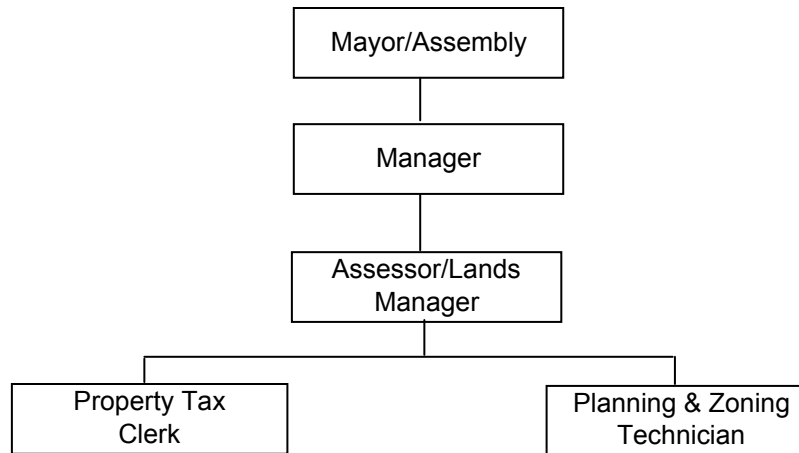 Mayor/Assembly
Manager
Assessor/Lands
Manager
Property Tax
Clerk
Planning & Zoning
Technician